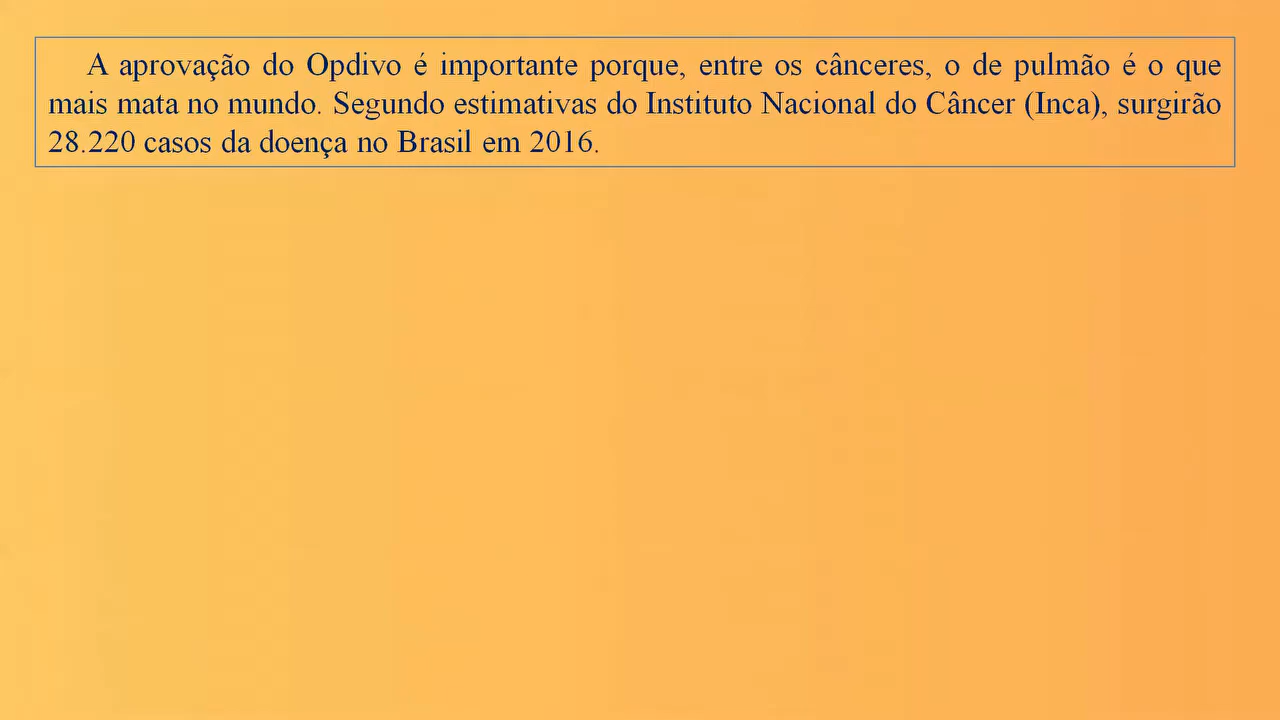 A aprovação do Opdivo é importante porque, entre os cânceres, o de pulmão é o que
mais mata no mundo. Segundo estimativas do Instituto Nacional do Câncer (Inca), surgirão
28.220 casos da doença no Brasil em 2016.